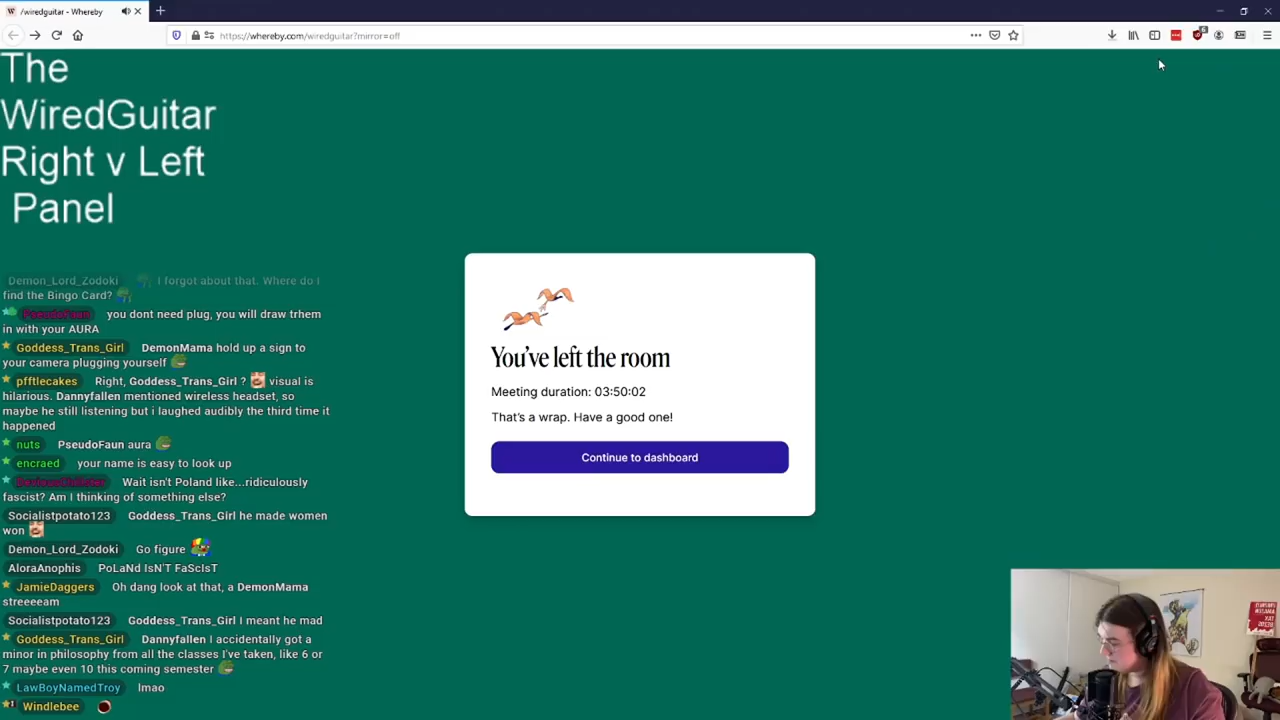 /wiredguitar - Whereby
https://whereby.com/wiredguitar?mirror=off
The
WiredGuitar
Right v Left
Panel
Demon_Lord_Zodoki I forgot about that. Where do I
find the Bingo Card?
PseudoFaun you dont need plug, you will draw trhem
in with your AURA
Goddess_Trans_Girl DemonMama hold up a sign to
your camera plugging yourself
pfftlecakes Right, Goddess_Trans_Girl ? visual is
hilarious. Dannyfallen mentioned wireless headset, so
maybe he still listening but i laughed audibly the third time it
happened
nuts PseudoFaun aura
encraed your name is easy to look up
Wait isn't Poland like...ridiculously
fascist? Am I thinking of something else?
Socialistpotato123 Goddess_Trans_Girl he made women
won
Demon_Lord_Zodoki Go figure
AloraAnophis PoLaNd IsN'T FaScIsT
JamieDaggers Oh dang look at that, a DemonMama
streeeeam
Socialistpotato123 Goddess_Trans_Girl I meant he mad
Goddess_Trans_Girl Dannyfallen I accidentally got a
minor in philosophy from all the classes I've taken, like 6 or
7 maybe even 10 this coming semester
LawBoyNamedTroy lmao
Windlebee
You've left the room
Meeting duration: 03:50:02
That's a wrap. Have a good one!
Continue to dashboard